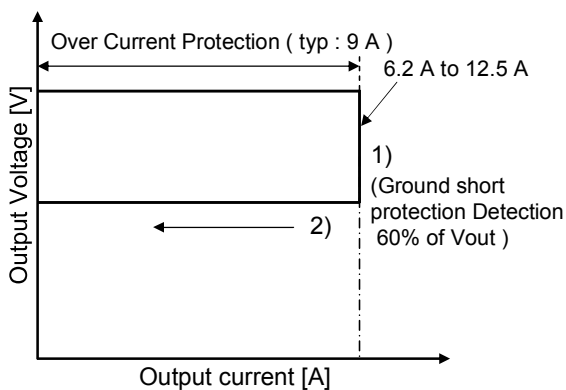 Over Current Protection ( typ : 9 A )
6.2 A to 12.5 A
Output Voltage [V]
1)
(Ground short
protection Detection
60% of Vout )
2)
Output current [A]